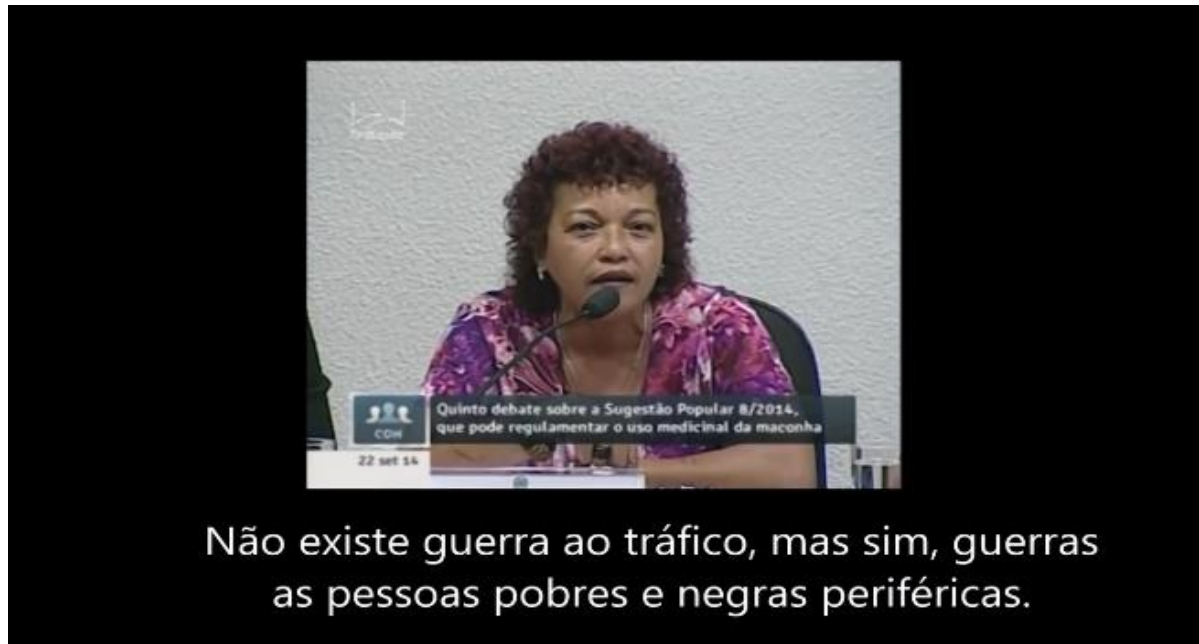 Quinto debate sobre a Sugestão Popular 8/2014,
que pode regulamentar o uso medicinal da maconha
CDH
22 set 14
Não existe guerra ao tráfico, mas sim, guerras
as pessoas pobres e negras periféricas.